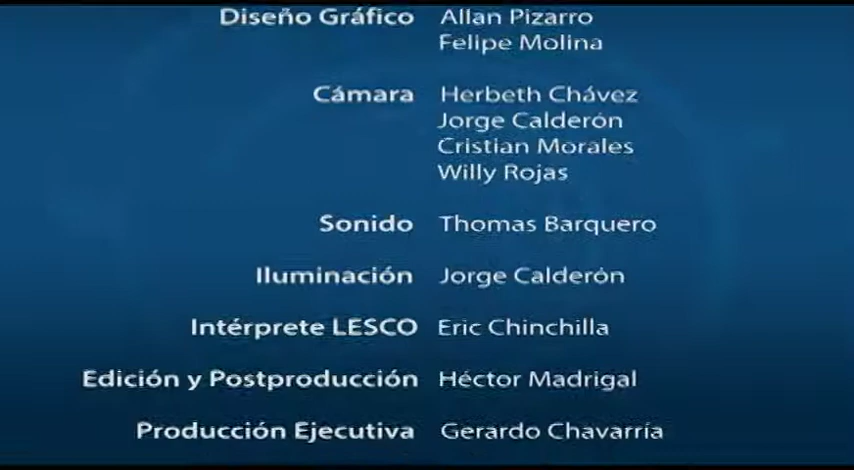 Diseño Gráfico Allan Pizarro
Felipe Molina
Cámara Herbeth Chávez
Jorge Calderón
Cristian Morales
Willy Rojas
Sonido Thomas Barquero
Iluminación Jorge Calderón
Intérprete LESCO Eric Chinchilla
Edición y Postproducción Héctor Madrigal
Producción Ejecutiva Gerardo Chavarría